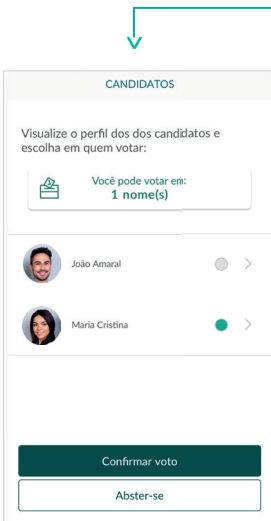 CANDIDATOS
Visualize o perfil dos dos candidatos e
escolha em quem votar:
Você pode votar em:
1 nome(s)
João Amaral
Maria Cristina
Confirmar voto
Abster-se